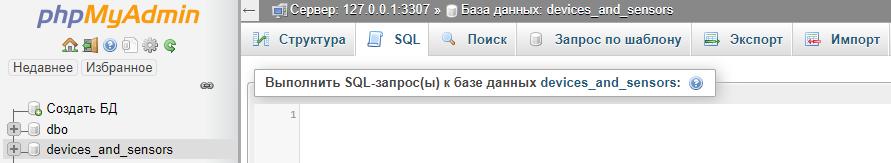 phpMyAdmin
Недавнее Избранное
Создать БД
dbo
devices_and_sensors
Сервер: 127.0.0.1:3307 » База данных: devices_and_sensors
Структура SQL Поиск Запрос по шаблону Экспорт Импорт
Выполнить SQL-запрос(ы) к базе данных devices_and_sensors:
1